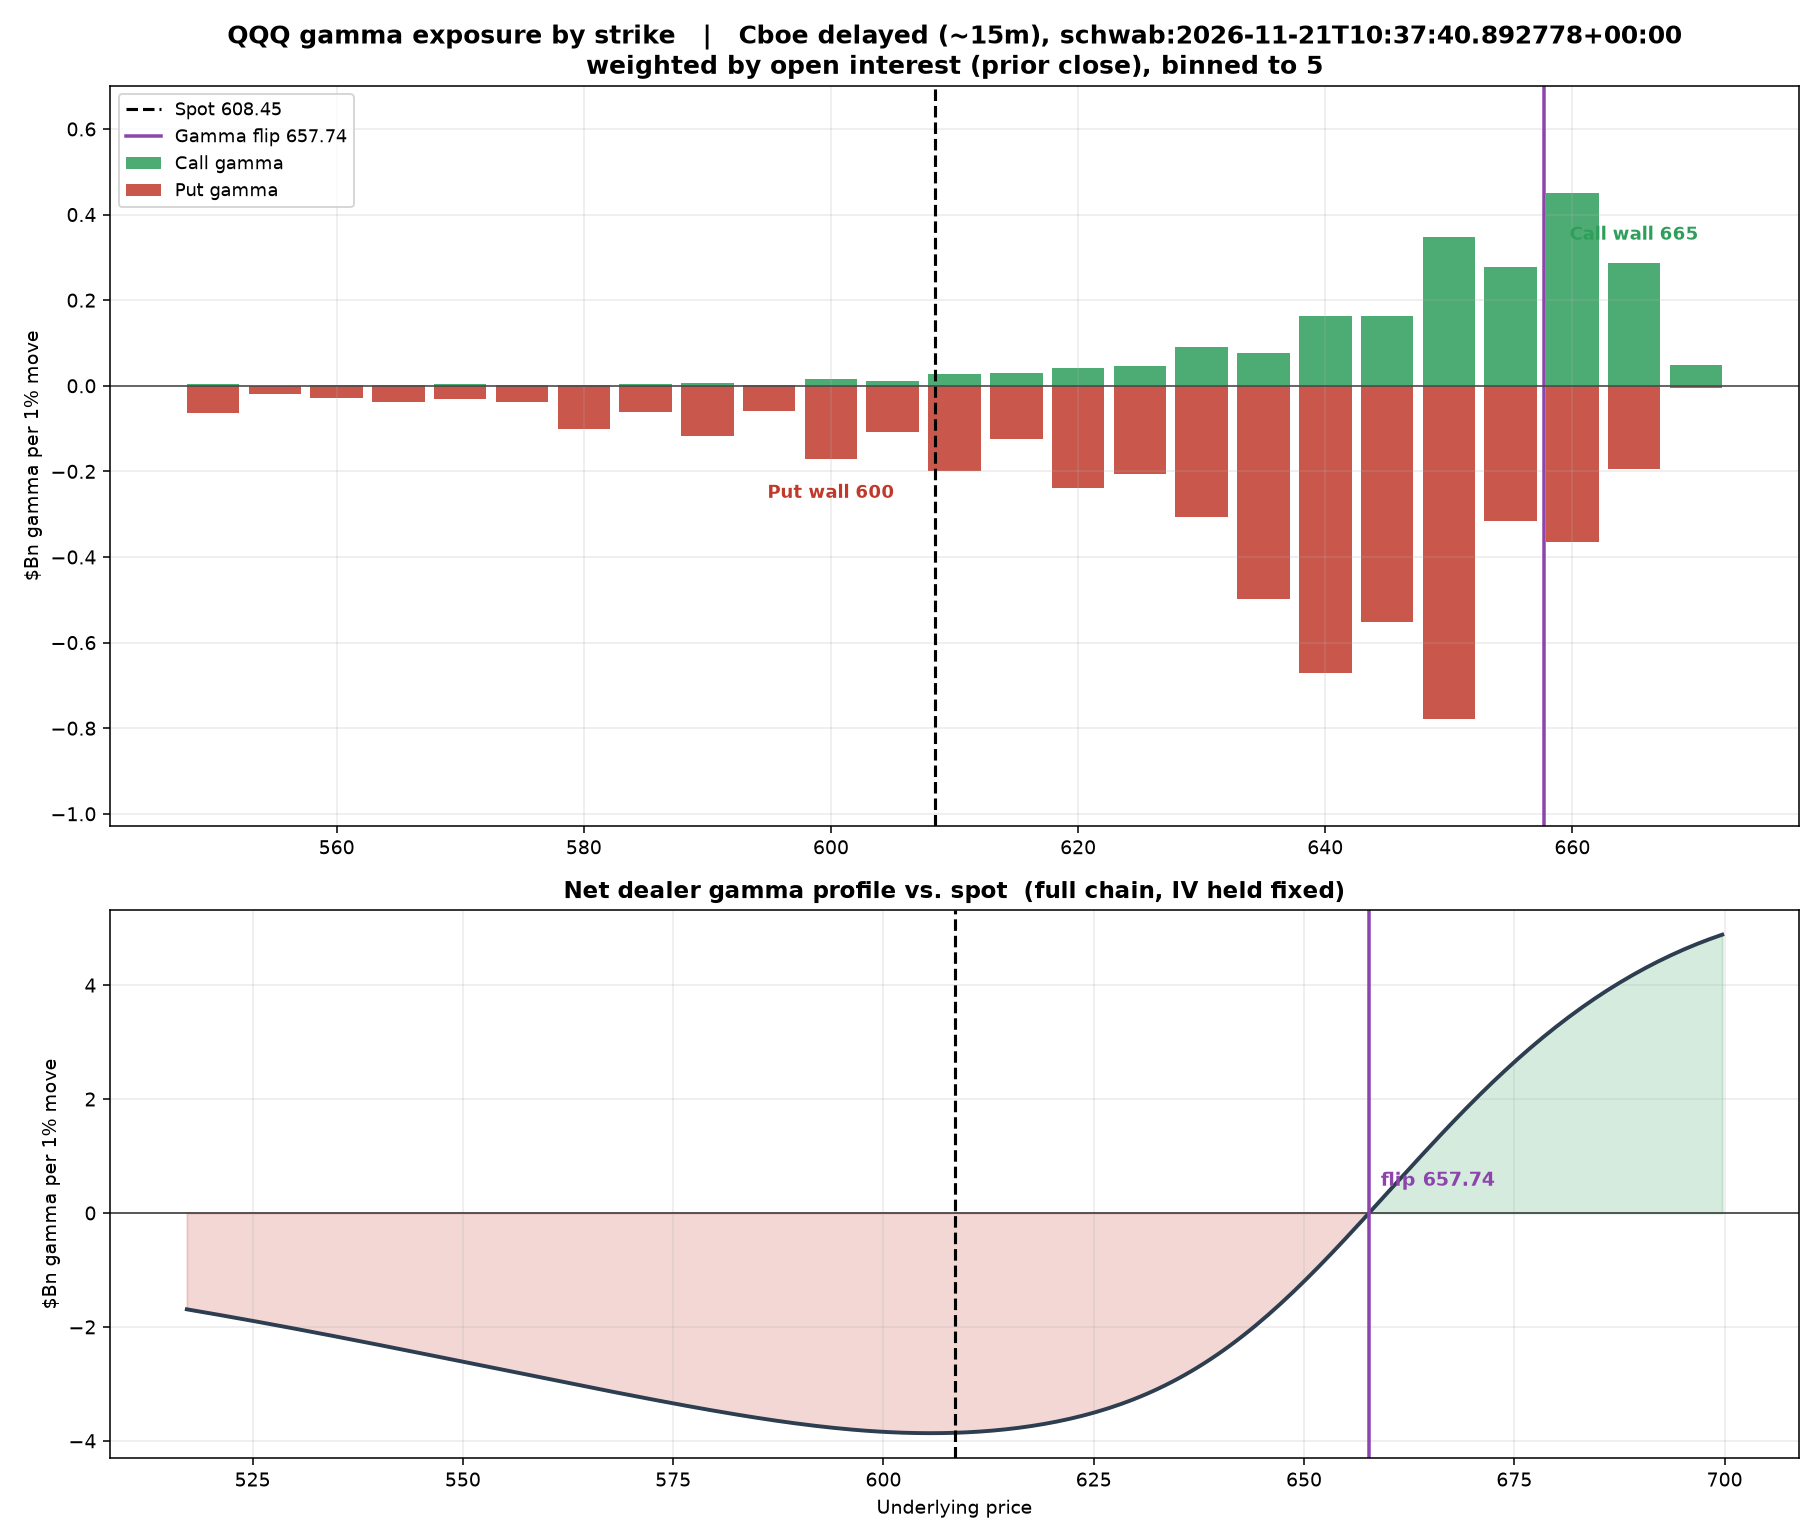 QQQ gamma exposure by strike | Cboe delayed (~15m), schwab:2026-11-21T10:37:40.892778+00:00
weighted by open interest (prior close), binned to 5
Spot 608.45
Gamma flip 657.74
Call gamma
Put gamma
Call wall 665
Put wall 600
$Bn gamma per 1% move
0.6
0.4
0.2
0.0
−0.2
−0.4
−0.6
−0.8
−1.0
560
580
600
620
640
660
Net dealer gamma profile vs. spot (full chain, IV held fixed)
flip 657.74
$Bn gamma per 1% move
4
2
0
−2
−4
525
550
575
600
625
650
675
700
Underlying price